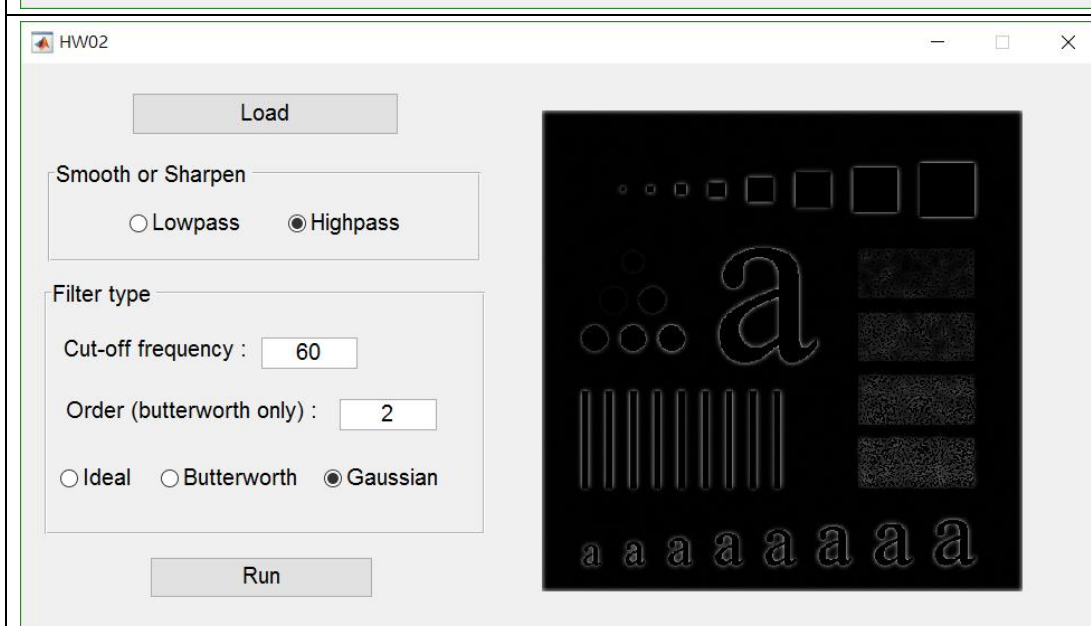 HW02
Load
Smooth or Sharpen
Lowpass Highpass
Filter type
Cut-off frequency : 60
Order (butterworth only) : 2
Ideal Butterworth Gaussian
Run
a
a a a a a a a a